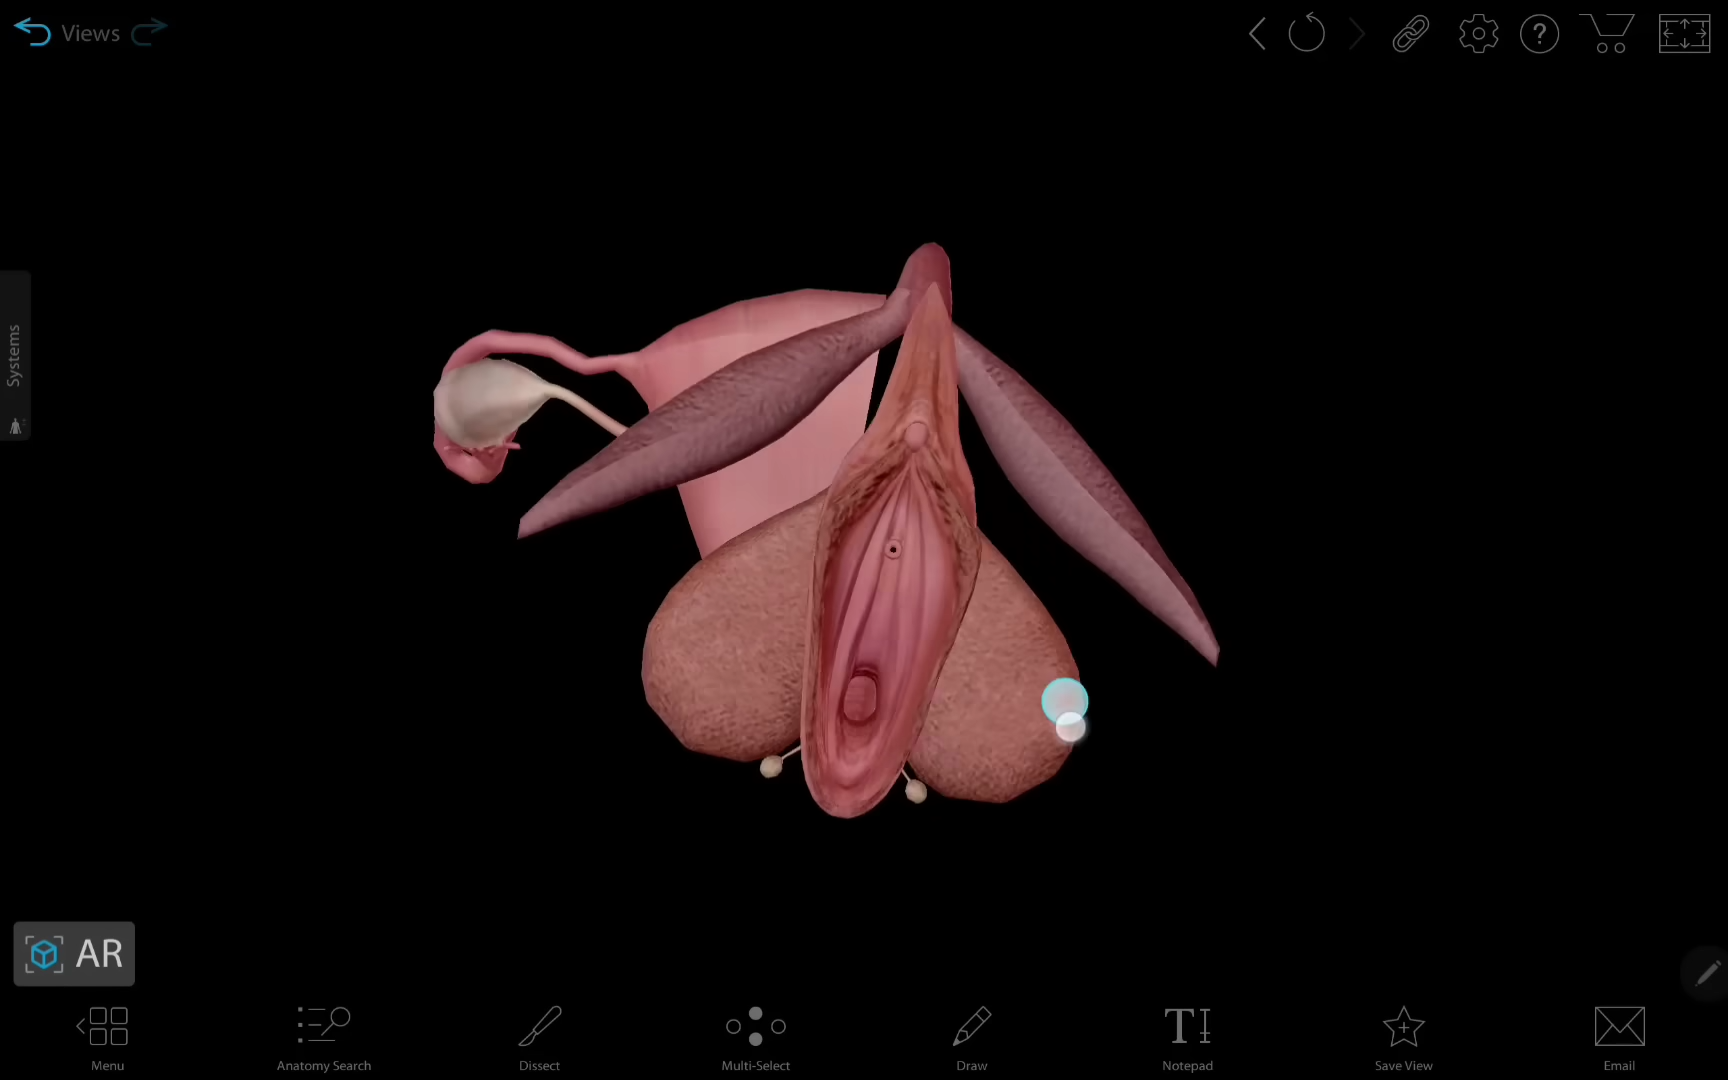 Views
?
Systems
AR
Menu
Anatomy Search
Dissect
Multi-Select
Draw
Notepad
Save View
Email